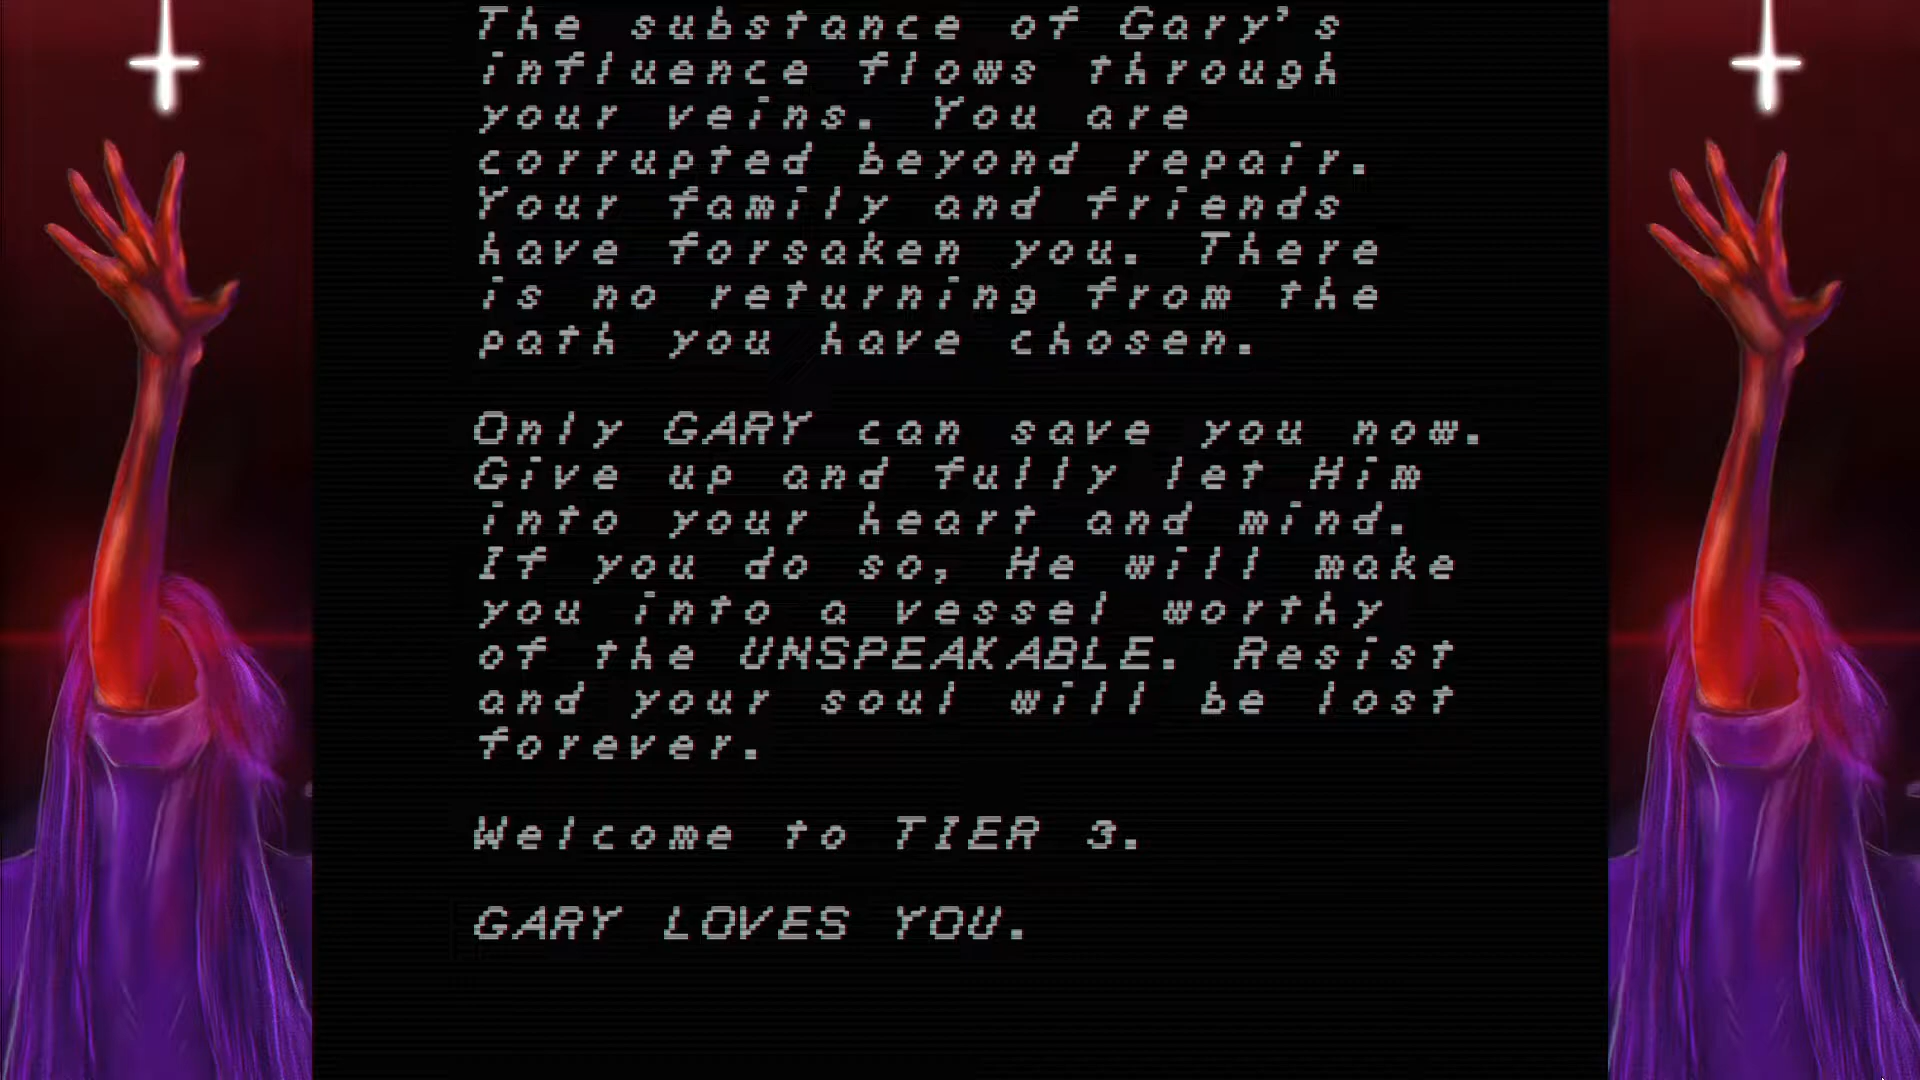 The substance of Gary's
influence flows through
your veins. You are
corrupted beyond repair.
Your family and friends
have forsaken you. There
is no returning from the
path you have chosen.
Only GARY can save you now.
Give up and fully let Him
into your heart and mind.
If you do so, He will make
you into a vessel worthy
of the UNSPEAKABLE. Resist
and your soul will be lost
forever.
Welcome to TIER 3.
GARY LOVES YOU.